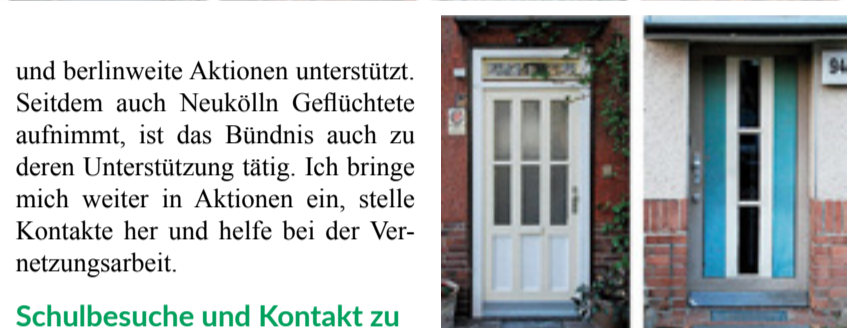 und berlinweite Aktionen unterstützt.
Seitdem auch Neukölln Geflüchtete
aufnimmt, ist das Bündnis auch zu
deren Unterstützung tätig. Ich bringe
mich weiter in Aktionen ein, stelle
Kontakte her und helfe bei der Ver-
netzungsarbeit.
Schulbesuche und Kontakt zu